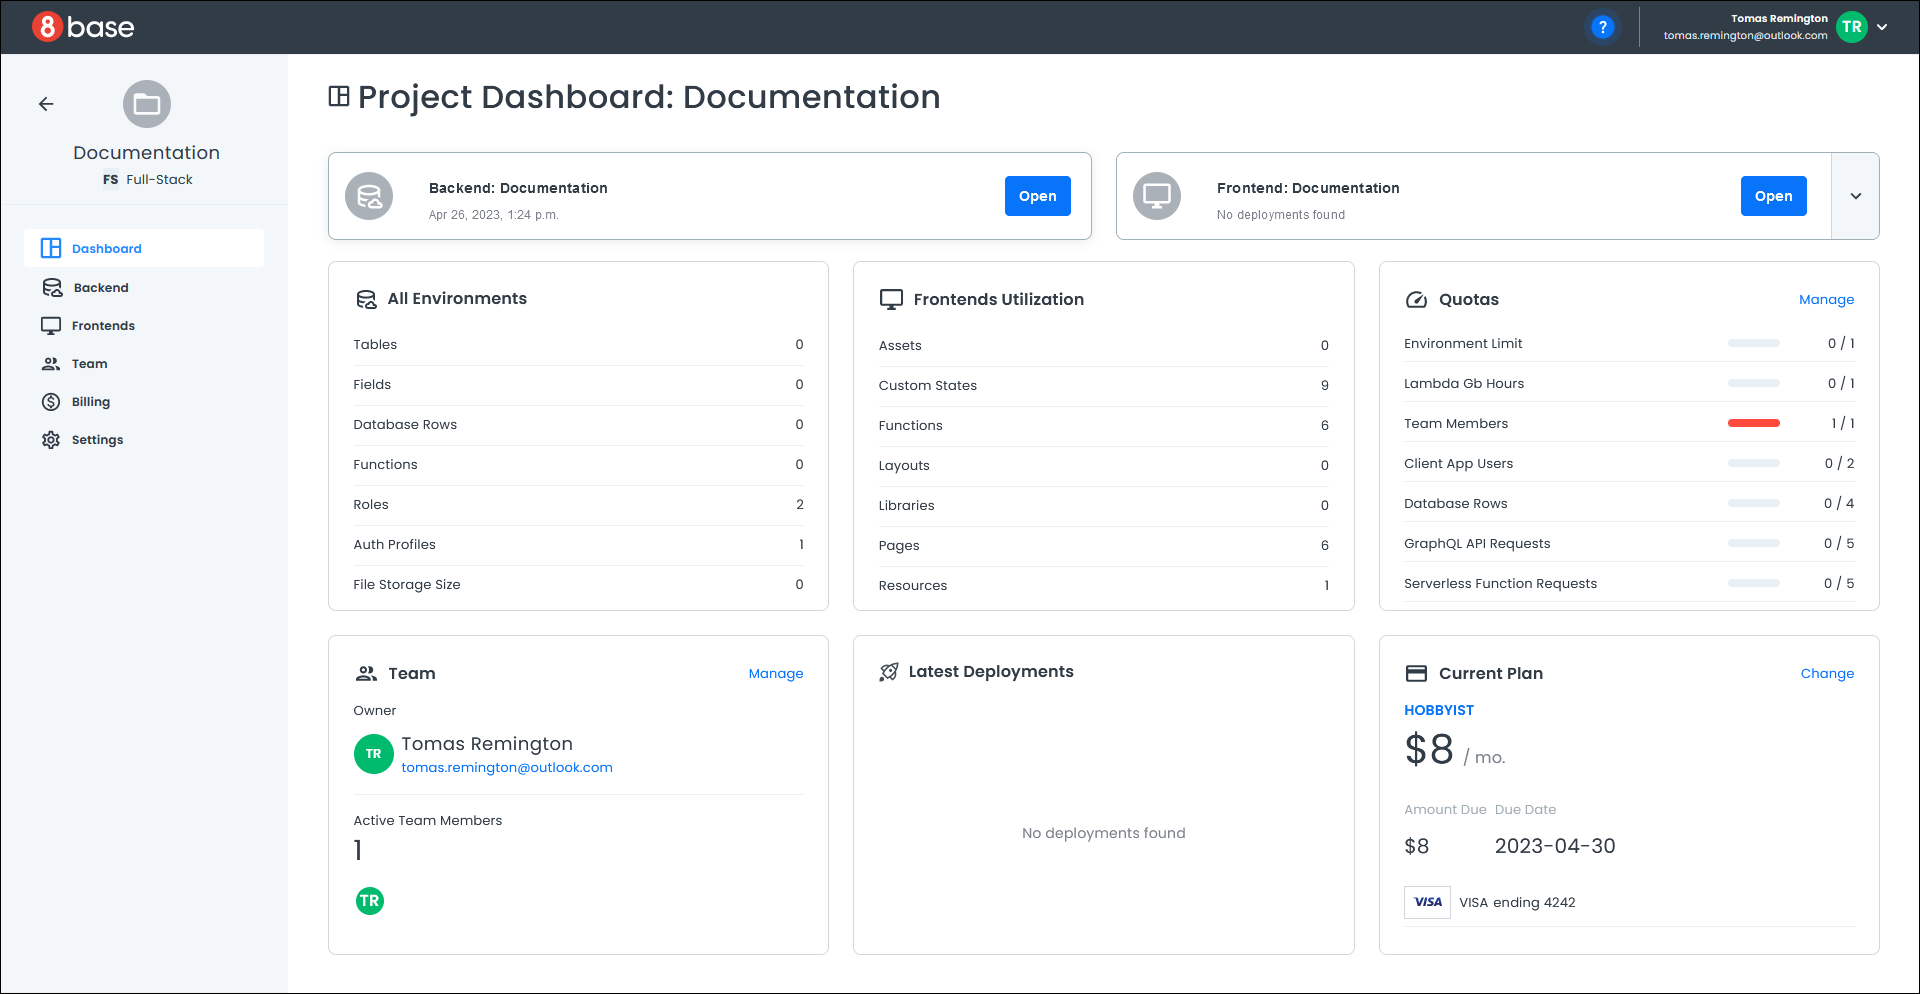 8base
?
Tomas Remington
tomas.remington@outlook.com
TR
Documentation
FS Full-Stack
Dashboard
Backend
Frontends
Team
Billing
Settings
Project Dashboard: Documentation
Backend: Documentation
Apr 26, 2023, 1:24 p.m.
Open
Frontend: Documentation
No deployments found
Open
All Environments
Tables 0
Fields 0
Database Rows 0
Functions 0
Roles 2
Auth Profiles 1
File Storage Size 0
Frontends Utilization
Assets 0
Custom States 9
Functions 6
Layouts 0
Libraries 0
Pages 6
Resources 1
Quotas Manage
Environment Limit 0 / 1
Lambda Gb Hours 0 / 1
Team Members 1 / 1
Client App Users 0 / 2
Database Rows 0 / 4
GraphQL API Requests 0 / 5
Serverless Function Requests 0 / 5
Team Manage
Owner
TR
Tomas Remington
tomas.remington@outlook.com
Active Team Members
1
TR
Latest Deployments
No deployments found
Current Plan Change
HOBBYIST
$8 / mo.
Amount Due Due Date
$8 2023-04-30
VISA VISA ending 4242